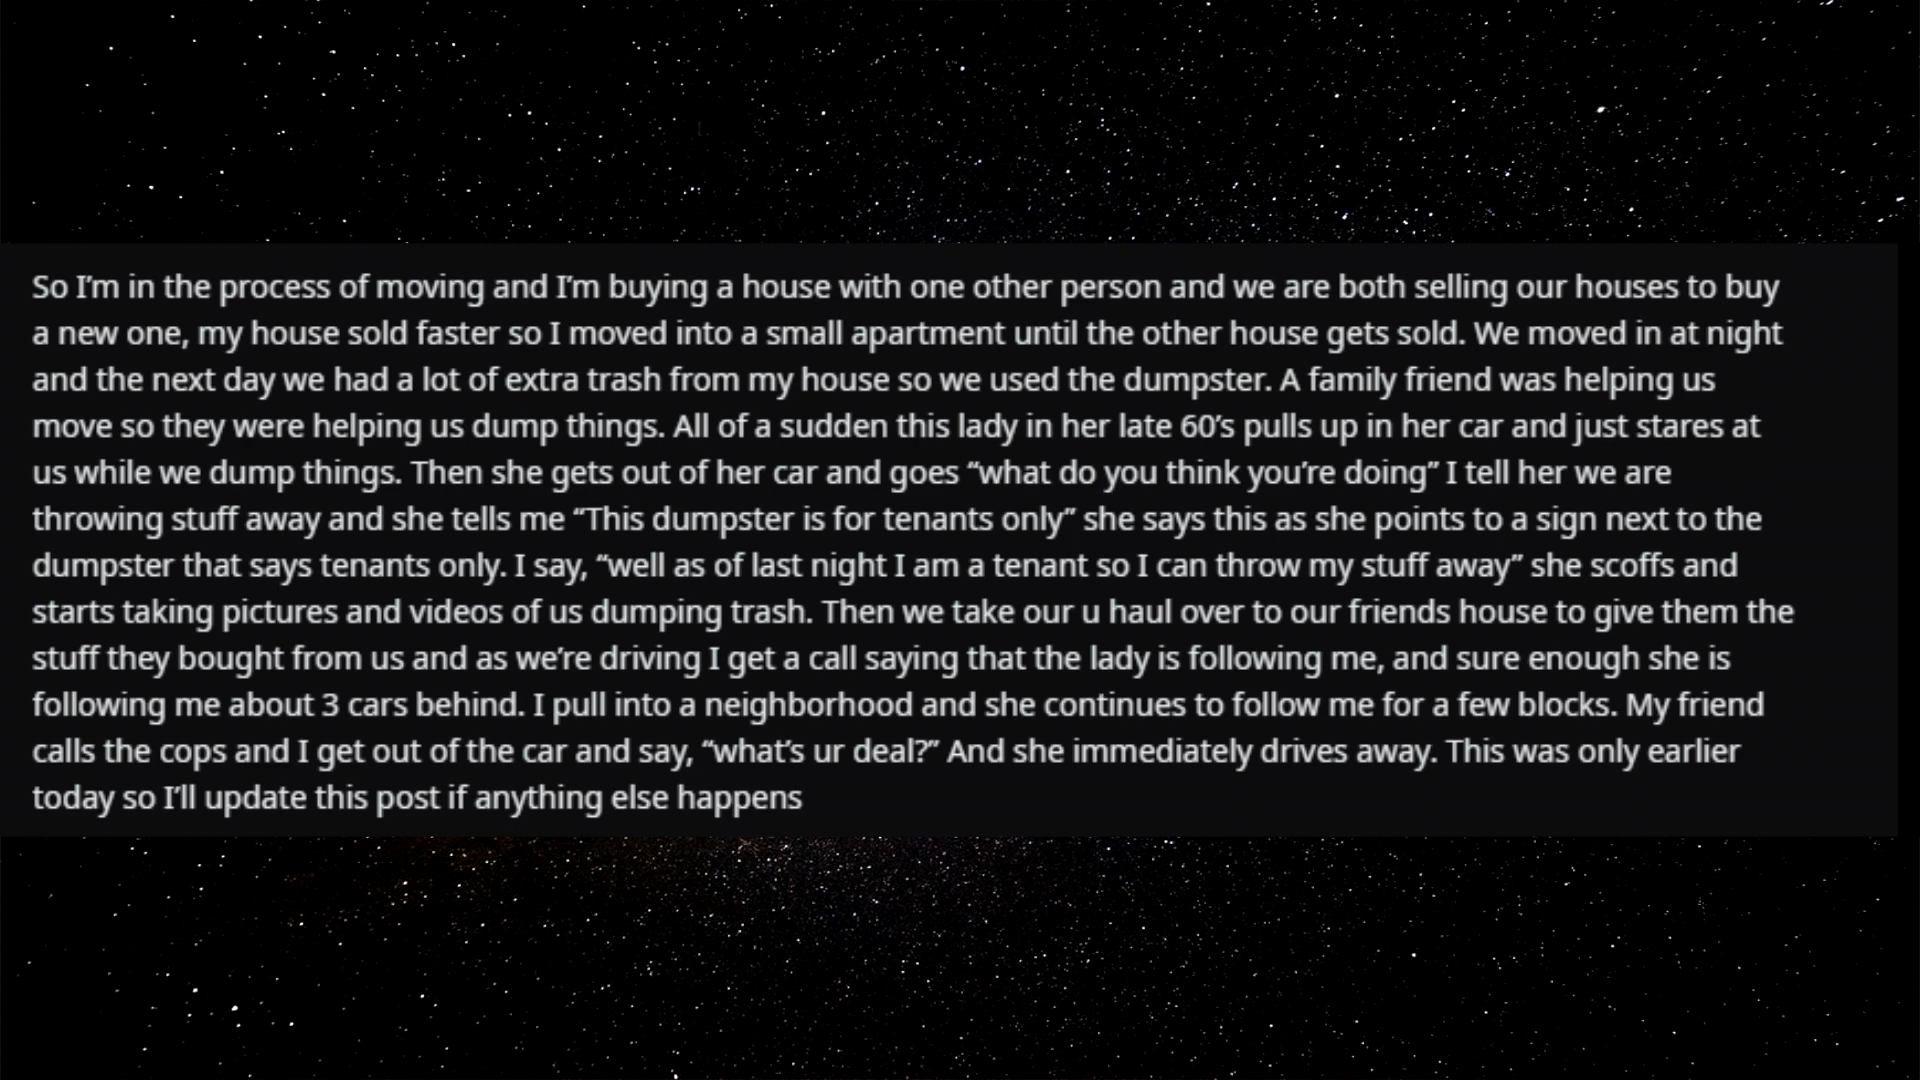 So I’m in the process of moving and I’m buying a house with one other person and we are both selling our houses to buy
a new one, my house sold faster so I moved into a small apartment until the other house gets sold. We moved in at night
and the next day we had a lot of extra trash from my house so we used the dumpster. A family friend was helping us
move so they were helping us dump things. All of a sudden this lady in her late 60’s pulls up in her car and just stares at
us while we dump things. Then she gets out of her car and goes “what do you think you’re doing” I tell her we are
throwing stuff away and she tells me “This dumpster is for tenants only” she says this as she points to a sign next to the
dumpster that says tenants only. I say, “well as of last night I am a tenant so I can throw my stuff away” she scoffs and
starts taking pictures and videos of us dumping trash. Then we take our u haul over to our friends house to give them the
stuff they bought from us and as we’re driving I get a call saying that the lady is following me, and sure enough she is
following me about 3 cars behind. I pull into a neighborhood and she continues to follow me for a few blocks. My friend
calls the cops and I get out of the car and say, “what’s ur deal?” And she immediately drives away. This was only earlier
today so I’ll update this post if anything else happens